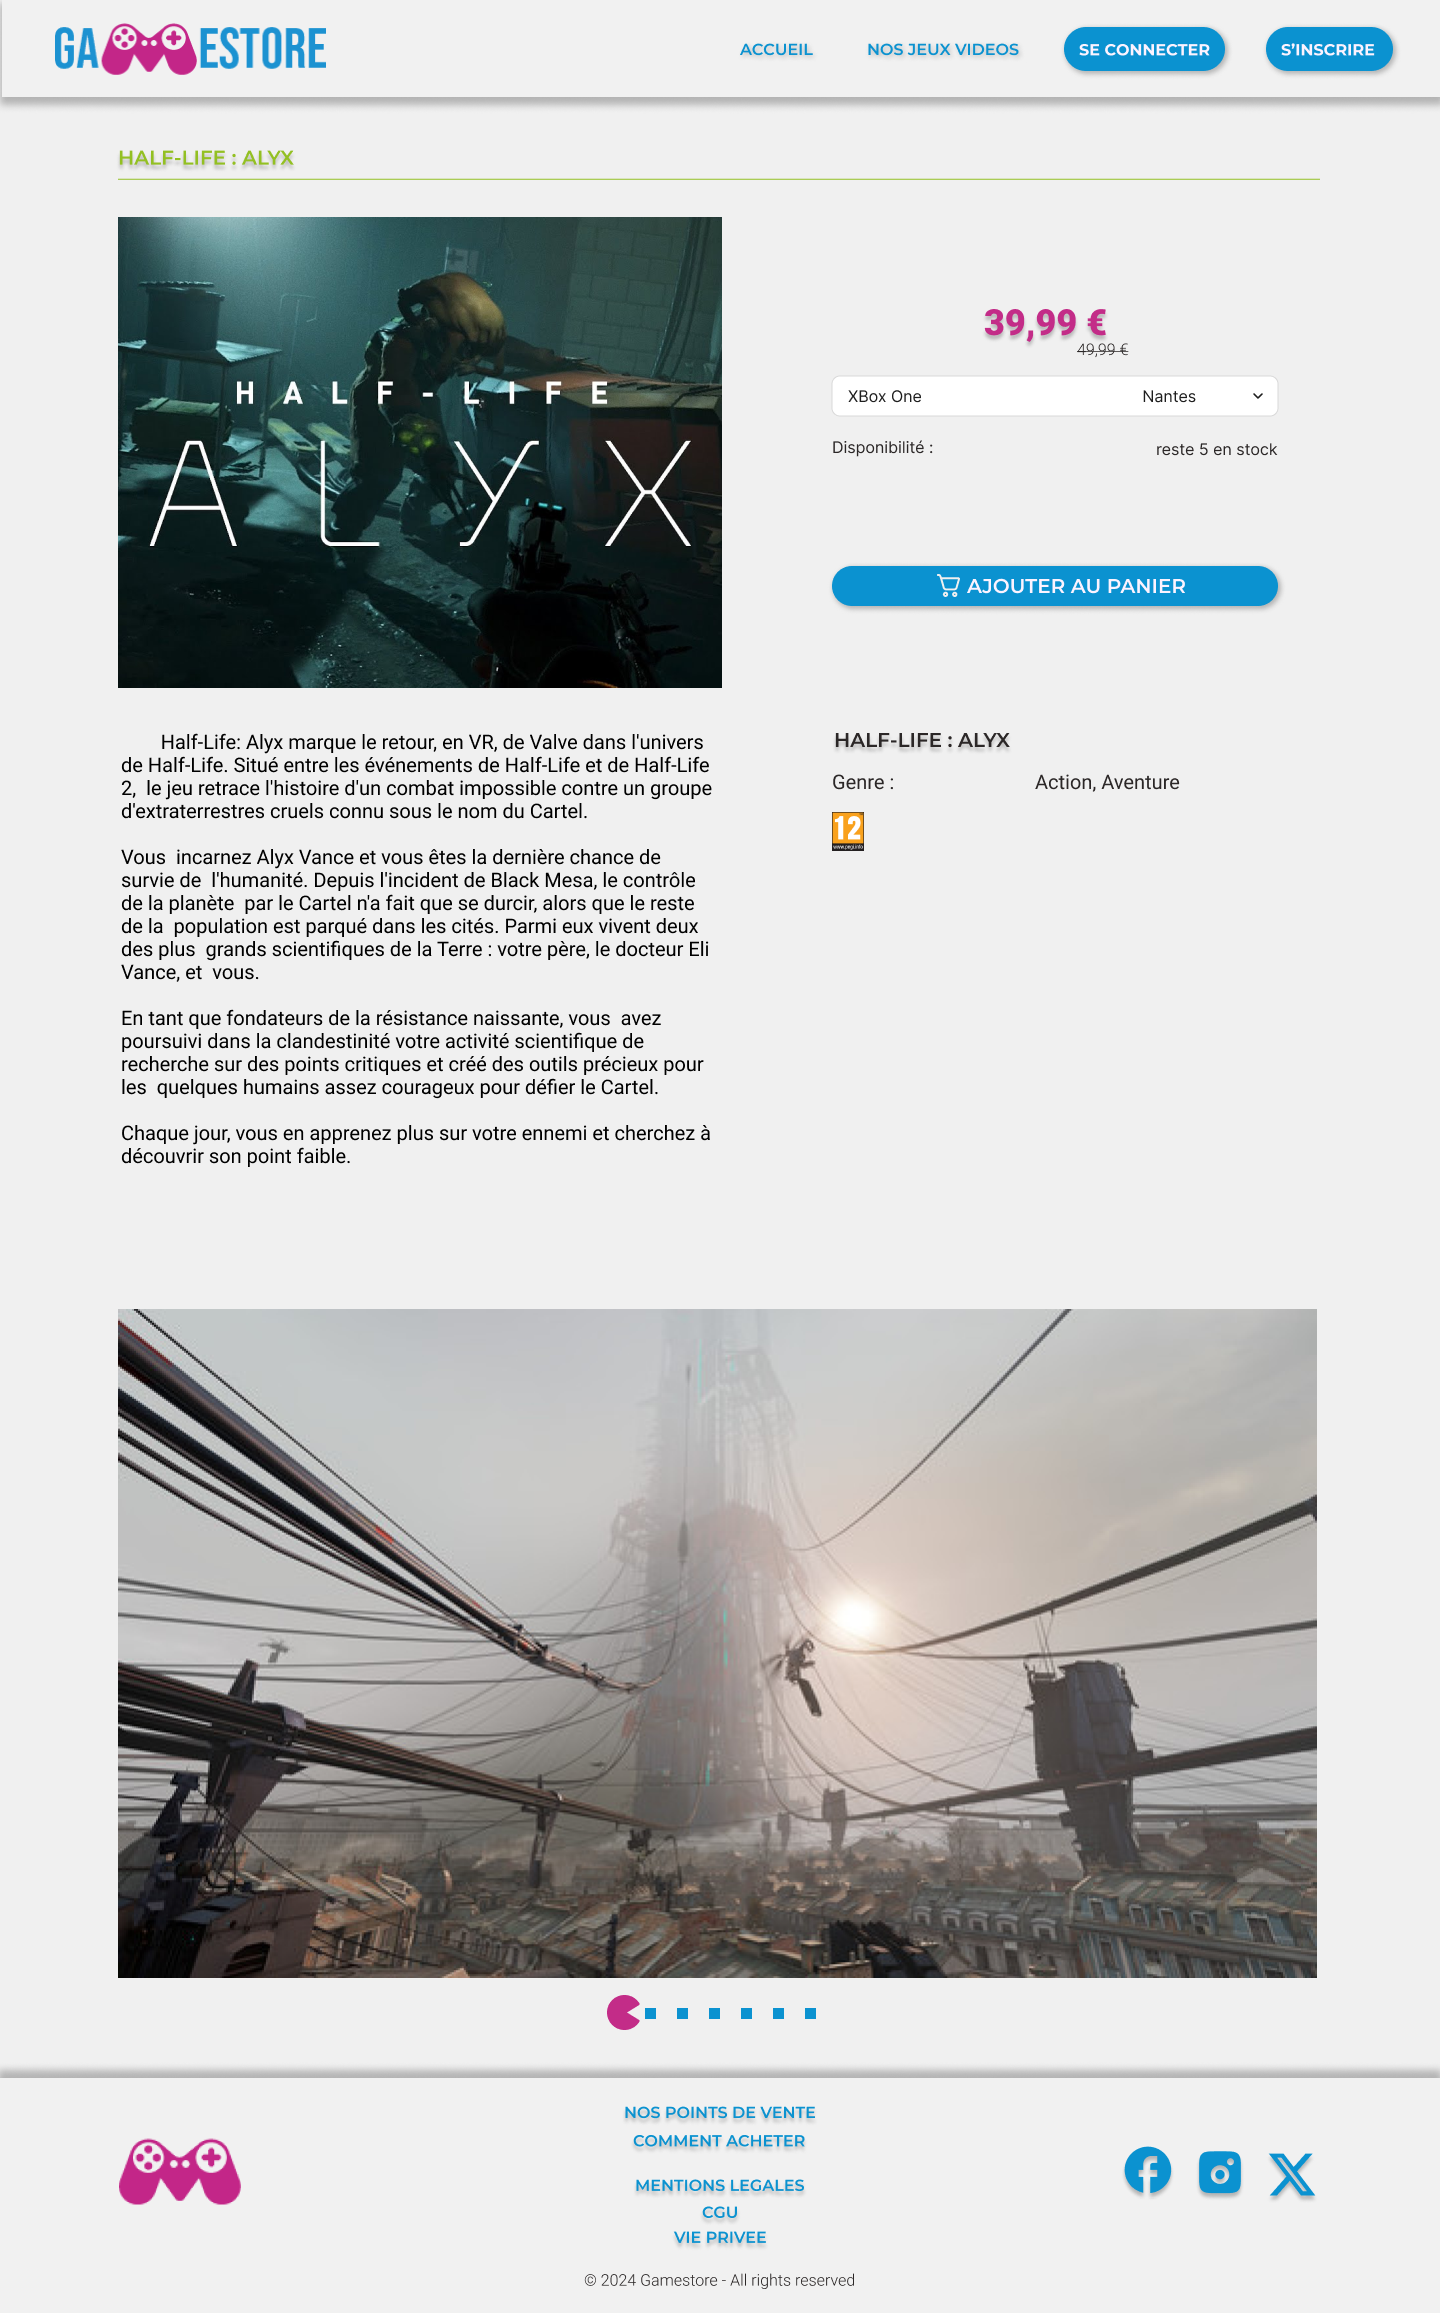 GAMESTORE
ACCUEIL
NOS JEUX VIDEOS
SE CONNECTER
S’INSCRIRE
HALF-LIFE : ALYX
HALF-LIFE
ALYX
39,99 €
49,99 €
XBox One
Nantes
Disponibilité :
reste 5 en stock
AJOUTER AU PANIER
Half-Life: Alyx marque le retour, en VR, de Valve dans l'univers
de Half-Life. Situé entre les événements de Half-Life et de Half-Life
2,  le jeu retrace l'histoire d'un combat impossible contre un groupe
d'extraterrestres cruels connu sous le nom du Cartel.
Vous  incarnez Alyx Vance et vous êtes la dernière chance de
survie de  l'humanité. Depuis l'incident de Black Mesa, le contrôle
de la planète  par le Cartel n'a fait que se durcir, alors que le reste
de la  population est parqué dans les cités. Parmi eux vivent deux
des plus  grands scientifiques de la Terre : votre père, le docteur Eli
Vance, et  vous.
En tant que fondateurs de la résistance naissante, vous  avez
poursuivi dans la clandestinité votre activité scientifique de
recherche sur des points critiques et créé des outils précieux pour
les  quelques humains assez courageux pour défier le Cartel.
Chaque jour, vous en apprenez plus sur votre ennemi et cherchez à
découvrir son point faible.
HALF-LIFE : ALYX
Genre :
Action, Aventure
12
www.pegi.info
NOS POINTS DE VENTE
COMMENT ACHETER
MENTIONS LEGALES
CGU
VIE PRIVEE
© 2024 Gamestore - All rights reserved